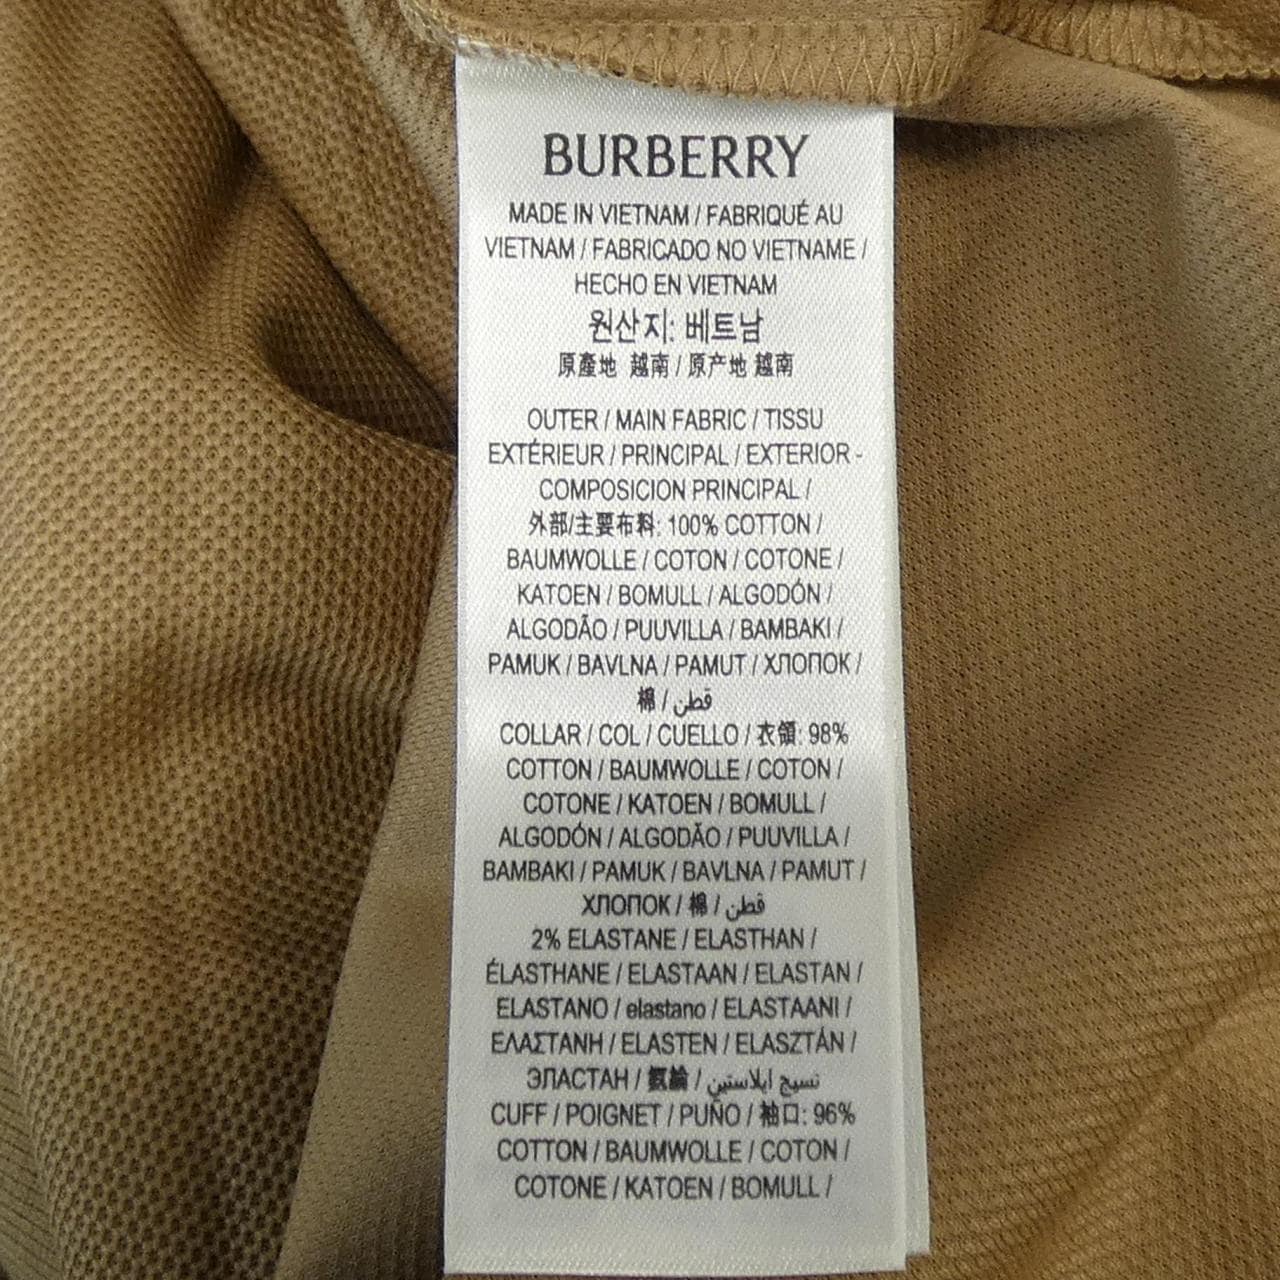 BURBERRY
MADE IN VIETNAM / FABRIQUÉ AU
VIETNAM / FABRICADO NO VIETNAME /
HECHO EN VIETNAM
원산지: 베트남
原產地 越南 / 原产地 越南
OUTER / MAIN FABRIC / TISSU
EXTÉRIEUR / PRINCIPAL / EXTERIOR -
COMPOSICION PRINCIPAL /
外部/主要布料: 100% COTTON /
BAUMWOLLE / COTON / COTONE /
KATOEN / BOMULL / ALGODÓN /
ALGODÃO / PUUVILLA / BAMBAKI /
PAMUK / BAVLNA / PAMUT / ХЛОПОК /
棉 / قطن
COLLAR / COL / CUELLO / 衣領: 98%
COTTON / BAUMWOLLE / COTON /
COTONE / KATOEN / BOMULL /
ALGODÓN / ALGODÃO / PUUVILLA /
BAMBAKI / PAMUK / BAVLNA / PAMUT /
ХЛОПОК / 棉 / قطن
2% ELASTANE / ELASTHAN /
ÉLASTHANE / ELASTAAN / ELASTAN /
ELASTANO / elastano / ELASTAANI /
ΕΛΑΣΤΑΝΗ / ELASTEN / ELASZTÁN /
ЭЛАСТАН / 氨綸 / نسيج ايلاستين
CUFF / POIGNET / PUÑO / 袖口: 96%
COTTON / BAUMWOLLE / COTON /
COTONE / KATOEN / BOMULL /